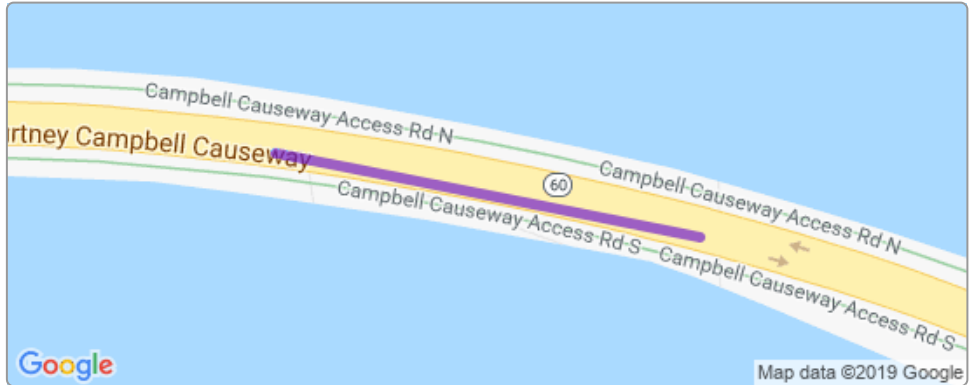 Campbell Causeway Access Rd N
urtney Campbell Causeway
Campbell Causeway Access Rd N
60
Campbell Causeway Access Rd S
Campbell Causeway Access Rd S
Google
Map data ©2019 Google